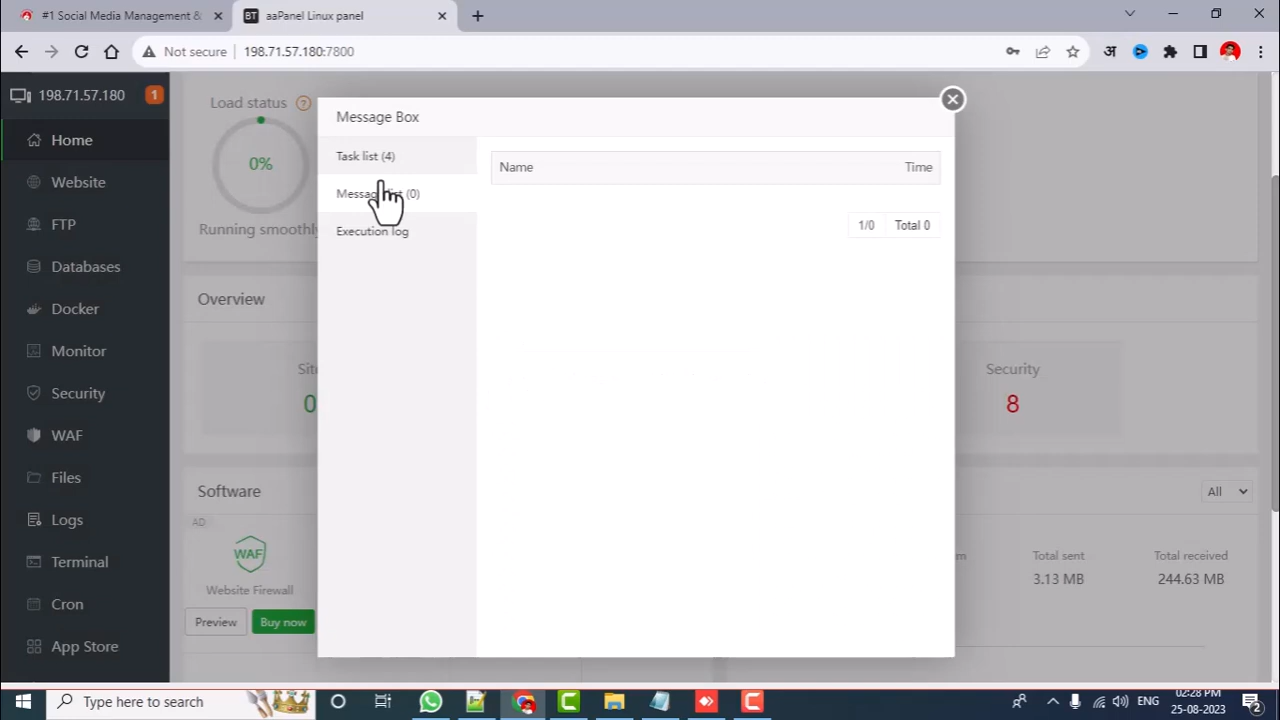 #1 Social Media Management &
BT aaPanel Linux panel
Not secure 198.71.57.180:7800
अ
198.71.57.180 1
Home
Website
FTP
Databases
Docker
Monitor
Security
WAF
Files
Logs
Terminal
Cron
App Store
Load status ?
0%
Running smoothly
Message Box
Task list (4)
(0)
Execution log
Name Time
1/0 Total 0
Overview
0
Security
8
Software
All
AD
WAF
Website Firewall
Preview Buy now
Total sent
3.13 MB
Total received
244.63 MB
Type here to search
ENG
02:28 PM
25-08-2023
2